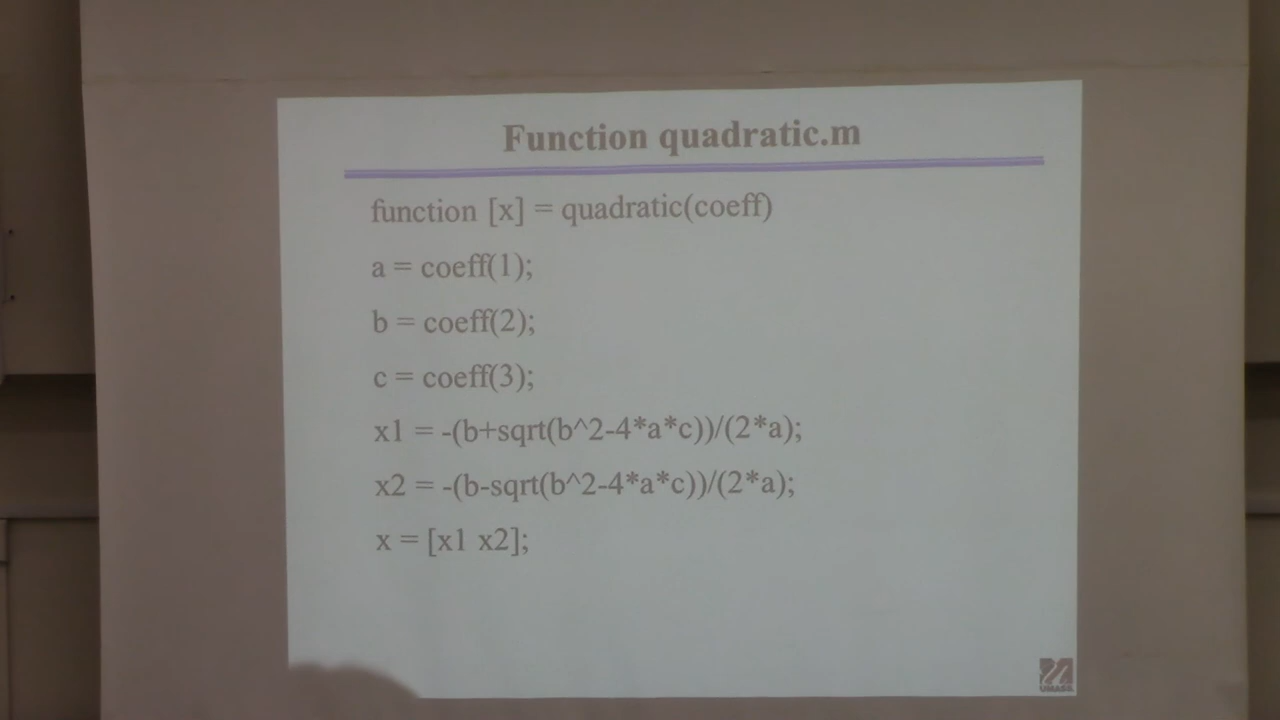 Function quadratic.m
function [x] = quadratic(coeff)
a = coeff(1);
b = coeff(2);
c = coeff(3);
x1 = -(b+sqrt(b^2-4*a*c))/(2*a);
x2 = -(b-sqrt(b^2-4*a*c))/(2*a);
x = [x1 x2];
UMASS